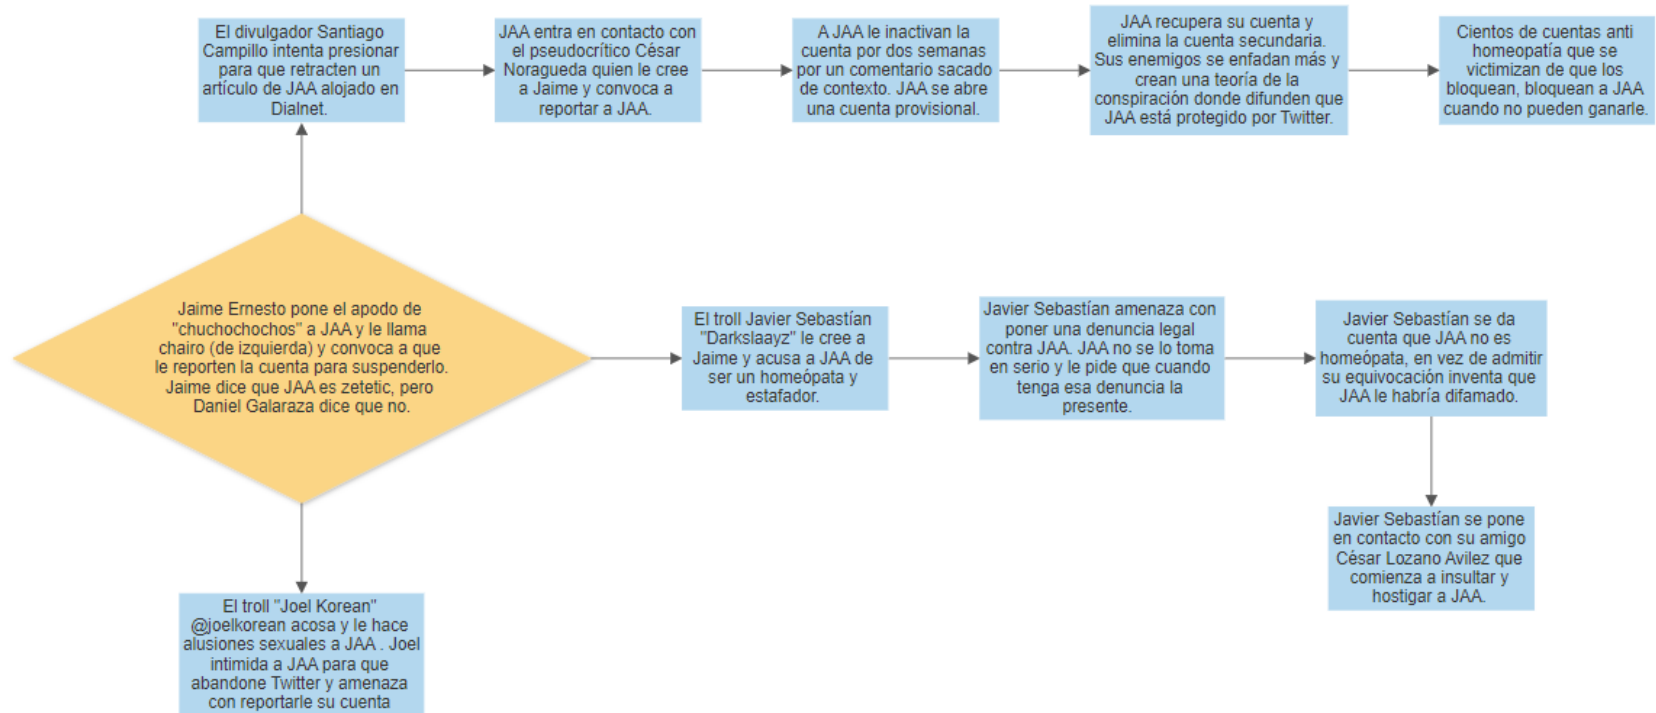 El divulgador Santiago
Campillo intenta presionar
para que retracten un
artículo de JAA alojado en
Dialnet.
JAA entra en contacto con
el pseudocrítico César
Noragueda quien le cree
a Jaime y convoca a
reportar a JAA.
A JAA le inactivan la
cuenta por dos semanas
por un comentario sacado
de contexto. JAA se abre
una cuenta provisional.
JAA recupera su cuenta y
elimina la cuenta secundaria.
Sus enemigos se enfadan más y
crean una teoría de la
conspiración donde difunden que
JAA está protegido por Twitter.
Cientos de cuentas anti
homeopatía que se
victimizan de que los
bloquean, bloquean a JAA
cuando no pueden ganarle.
Jaime Ernesto pone el apodo de
"chuchochochos" a JAA y le llama
chairo (de izquierda) y convoca a que
le reporten la cuenta para suspenderlo.
Jaime dice que JAA es zetetic, pero
Daniel Galaraza dice que no.
El troll Javier Sebastián
"Darkslaayz" le cree a
Jaime y acusa a JAA de
ser un homeópata y
estafador.
Javier Sebastián amenaza con
poner una denuncia legal
contra JAA. JAA no se lo toma
en serio y le pide que cuando
tenga esa denuncia la
presente.
Javier Sebastián se da
cuenta que JAA no es
homeópata, en vez de admitir
su equivocación inventa que
JAA le habría difamado.
Javier Sebastián se pone
en contacto con su amigo
César Lozano Avilez que
comienza a insultar y
hostigar a JAA.
El troll "Joel Korean"
@joelkorean acosa y le hace
alusiones sexuales a JAA . Joel
intimida a JAA para que
abandone Twitter y amenaza
con reportarle su cuenta